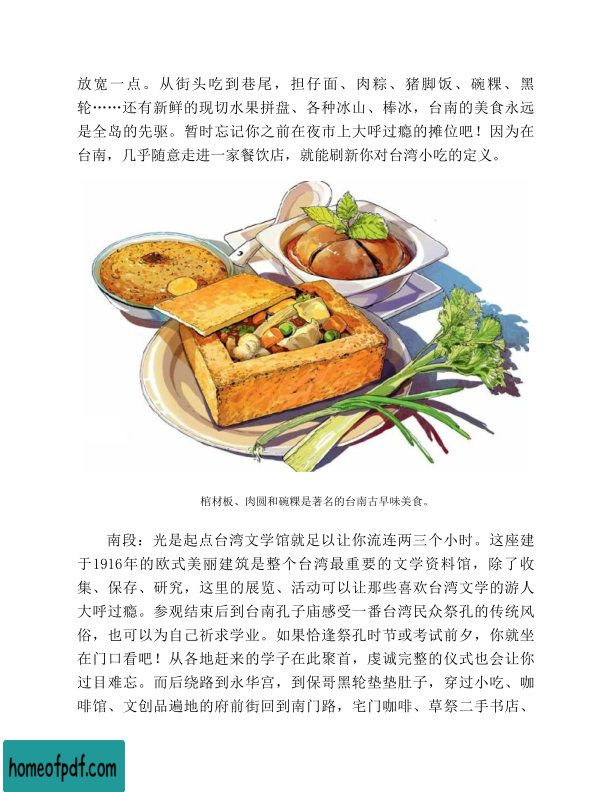 放宽一点。从街头吃到巷尾，担仔面、肉粽、猪脚饭、碗粿、黑
轮……还有新鲜的现切水果拼盘、各种冰山、棒冰，台南的美食永远
是全岛的先驱。暂时忘记你之前在夜市上大呼过瘾的摊位吧！因为在
台南，几乎随意走进一家餐饮店，就能刷新你对台湾小吃的定义。
棺材板、肉圆和碗粿是著名的台南古早味美食。
南段：光是起点台湾文学馆就足以让你流连两三个小时。这座建
于1916年的欧式美丽建筑是整个台湾最重要的文学资料馆，除了收
集、保存、研究，这里的展览、活动可以让那些喜欢台湾文学的游人
大呼过瘾。参观结束后到台南孔子庙感受一番台湾民众祭孔的传统风
俗，也可以为自己祈求学业。如果恰逢祭孔时节或考试前夕，你就坐
在门口看吧！从各地赶来的学子在此聚首，虔诚完整的仪式也会让你
过目难忘。而后绕路到永华宫，到保哥黑轮垫垫肚子，穿过小吃、咖
啡馆、文创品遍地的府前街回到南门路，宅门咖啡、草祭二手书店、
homeofpdf.com